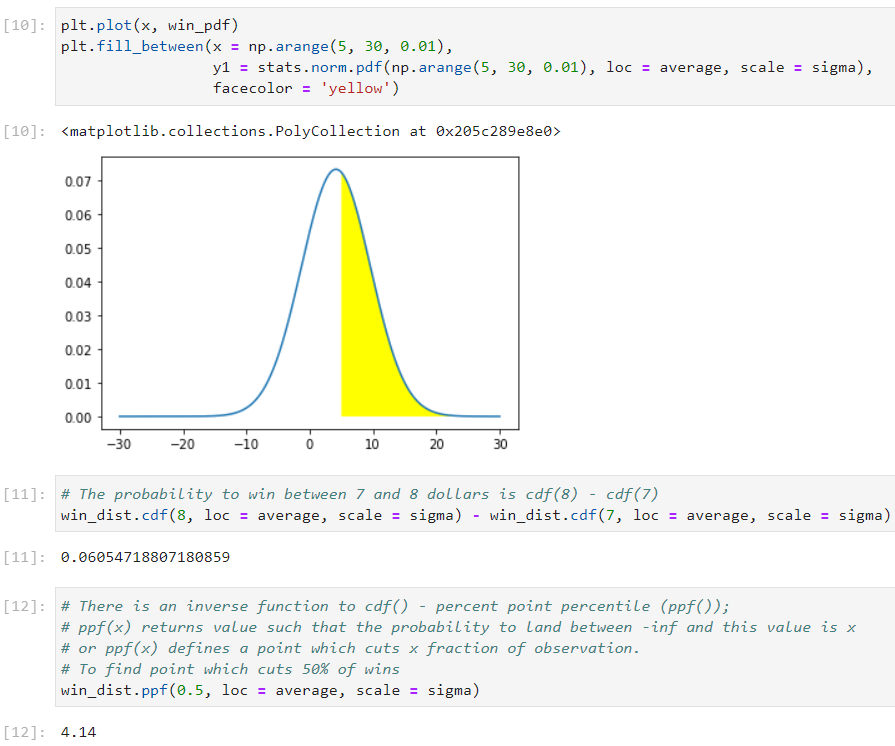 [10]: plt.plot(x, win_pdf)
plt.fill_between(x = np.arange(5, 30, 0.01),
y1 = stats.norm.pdf(np.arange(5, 30, 0.01), loc = average, scale = sigma),
facecolor = 'yellow')
[10]: <matplotlib.collections.PolyCollection at 0x205c289e8e0>
0.07
0.06
0.05
0.04
0.03
0.02
0.01
0.00
−30 −20 −10 0 10 20 30
[11]: # The probability to win between 7 and 8 dollars is cdf(8) - cdf(7)
win_dist.cdf(8, loc = average, scale = sigma) - win_dist.cdf(7, loc = average, scale = sigma)
[11]: 0.06054718807180859
[12]: # There is an inverse function to cdf() - percent point percentile (ppf());
# ppf(x) returns value such that the probability to land between -inf and this value is x
# or ppf(x) defines a point which cuts x fraction of observation.
# To find point which cuts 50% of wins
win_dist.ppf(0.5, loc = average, scale = sigma)
[12]: 4.14